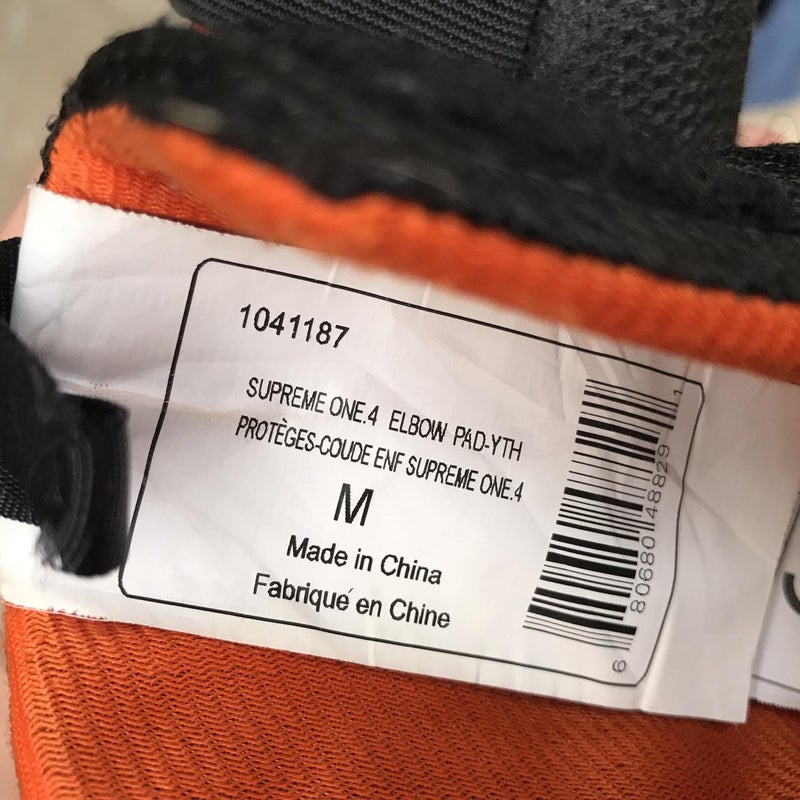 1041187
SUPREME ONE.4 ELBOW PAD-YTH
PROTÈGES-COUDE ENF SUPREME ONE.4
M
Made in China
Fabriqué en Chine
6 80680 48829 1